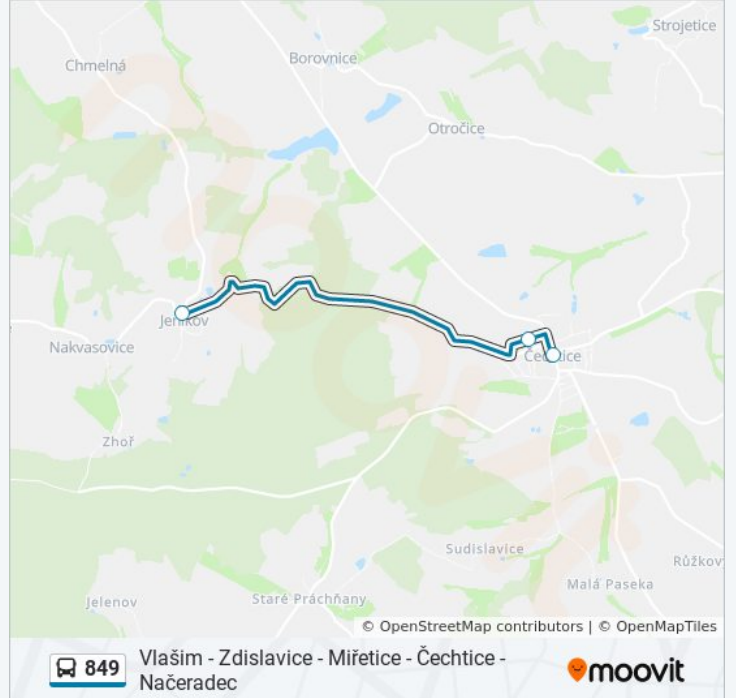 Strojetice
Borovnice
Chmelná
Otročice
Jeníkov
Nakvasovice
Čechtice
Zhoř
Sudislavice
Růžkov
Malá Paseka
Jelenov
Staré Práchňany
© OpenStreetMap contributors | © OpenMapTiles
849
Vlašim - Zdislavice - Miřetice - Čechtice -
Načeradec
moovit